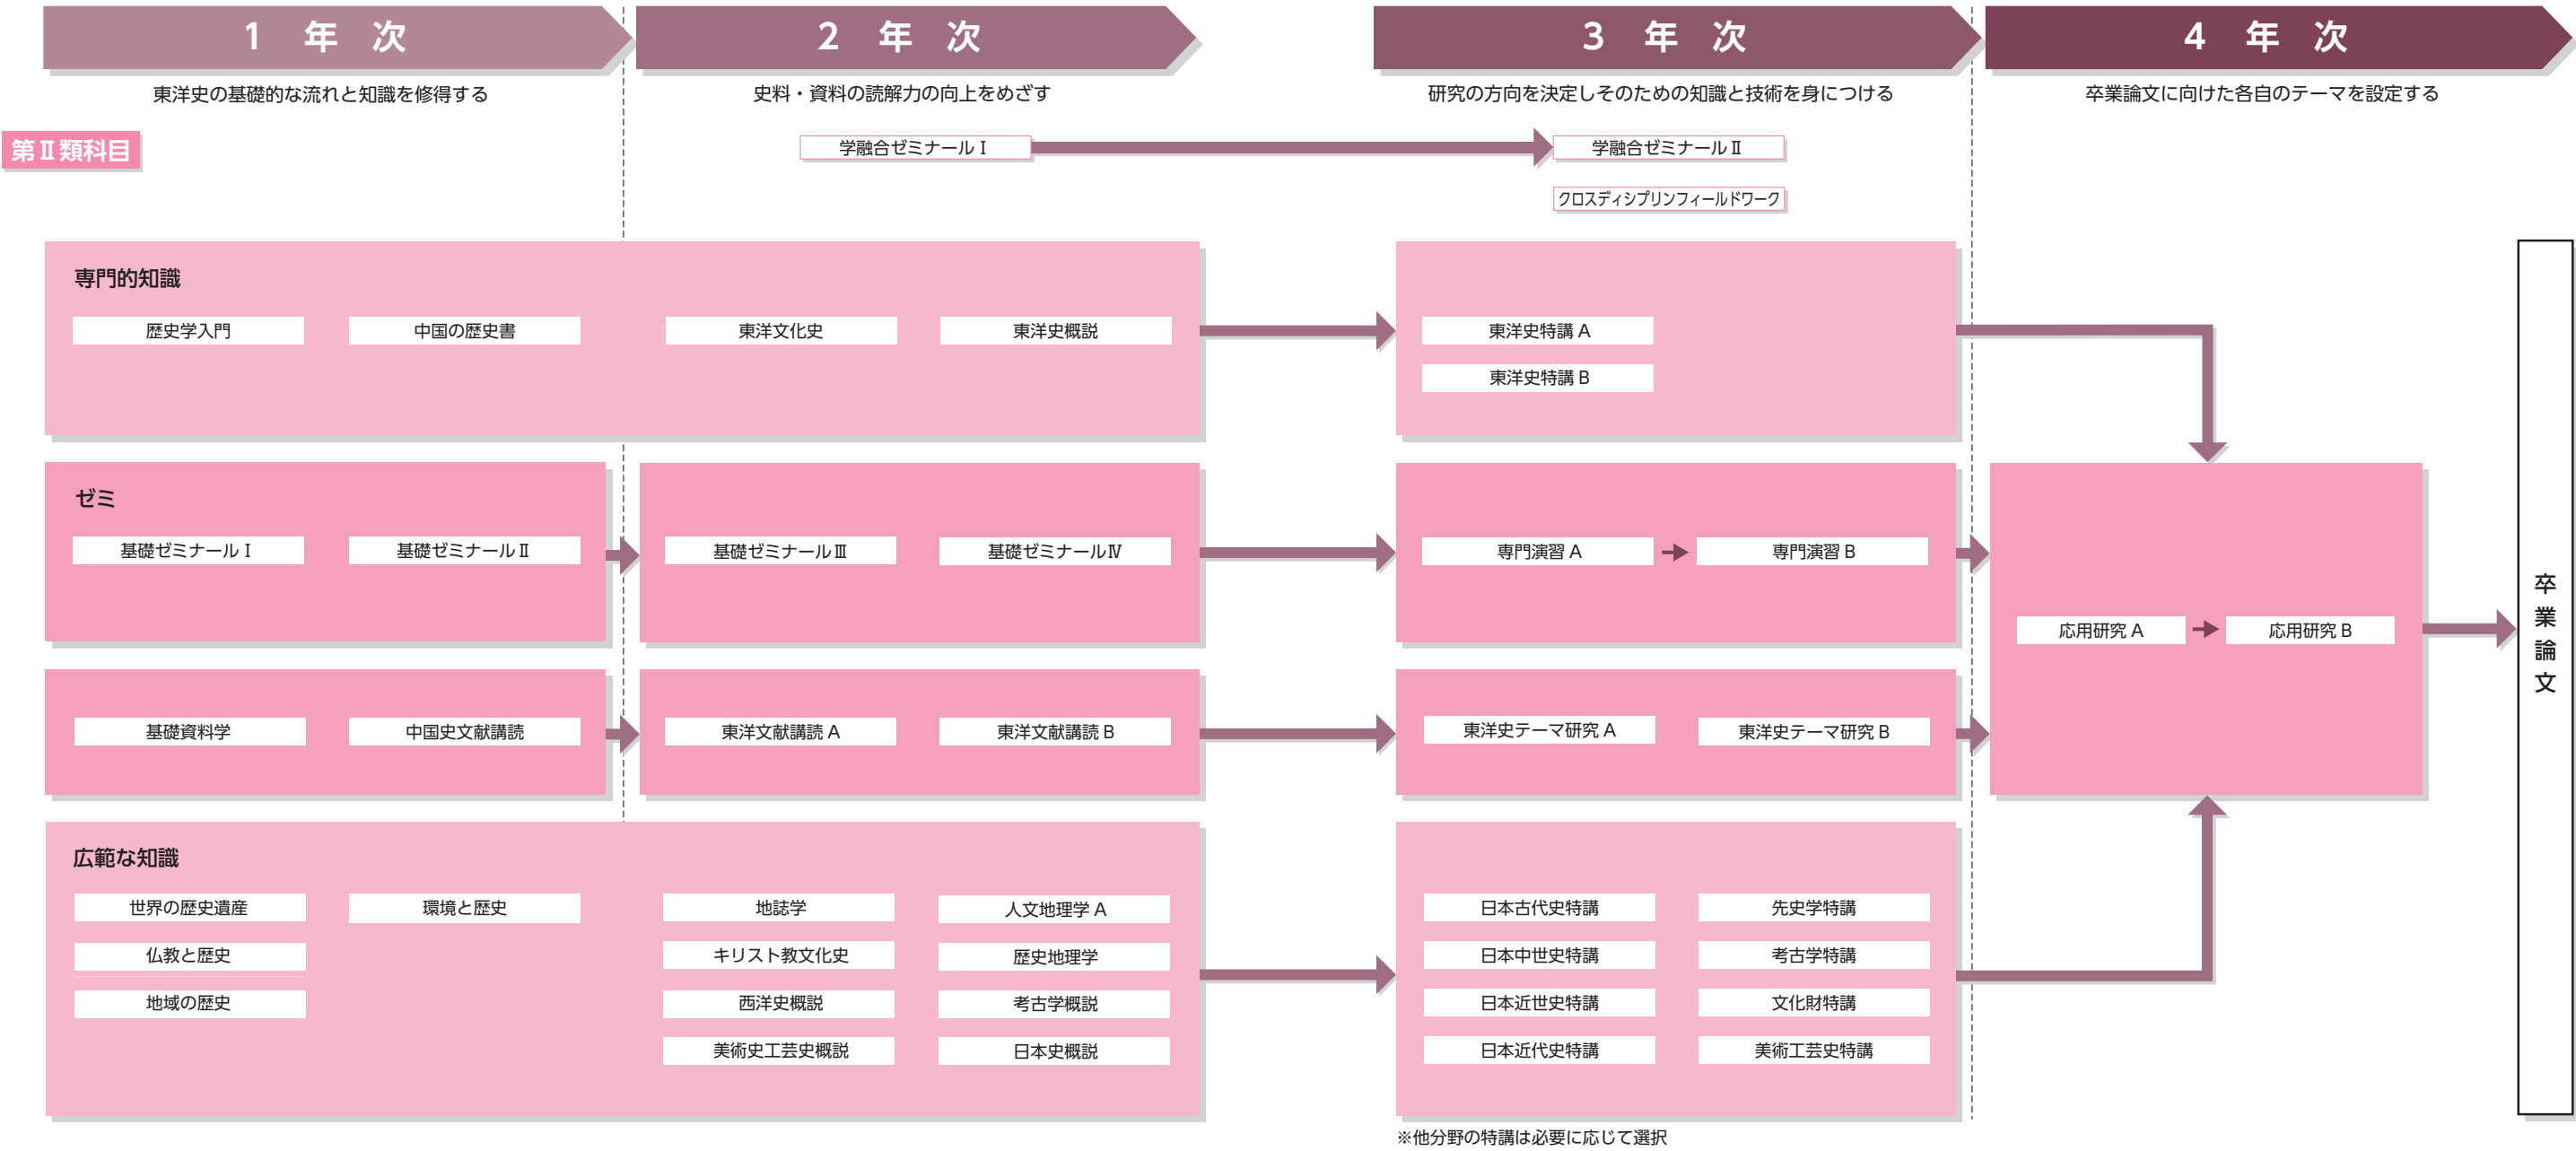 1 年 次
2 年 次
3 年 次
4 年 次
東洋史の基礎的な流れと知識を修得する
史料・資料の読解力の向上をめざす
研究の方向を決定しそのための知識と技術を身につける
卒業論文に向けた各自のテーマを設定する
第Ⅱ類科目
学融合ゼミナールⅠ
学融合ゼミナールⅡ
クロスディシプリンフィールドワーク
専門的知識
歴史学入門
中国の歴史書
東洋文化史
東洋史概説
東洋史特講 A
東洋史特講 B
ゼミ
基礎ゼミナールⅠ
基礎ゼミナールⅡ
基礎ゼミナールⅢ
基礎ゼミナールⅣ
専門演習 A
専門演習 B
応用研究 A
応用研究 B
卒業論文
基礎資料学
中国史文献講読
東洋文献講読 A
東洋文献講読 B
東洋史テーマ研究 A
東洋史テーマ研究 B
広範な知識
世界の歴史遺産
環境と歴史
地誌学
人文地理学 A
日本古代史特講
先史学特講
仏教と歴史
キリスト教文化史
歴史地理学
日本中世史特講
考古学特講
地域の歴史
西洋史概説
考古学概説
日本近世史特講
文化財特講
美術史工芸史概説
日本史概説
日本近代史特講
美術工芸史特講
※他分野の特講は必要に応じて選択